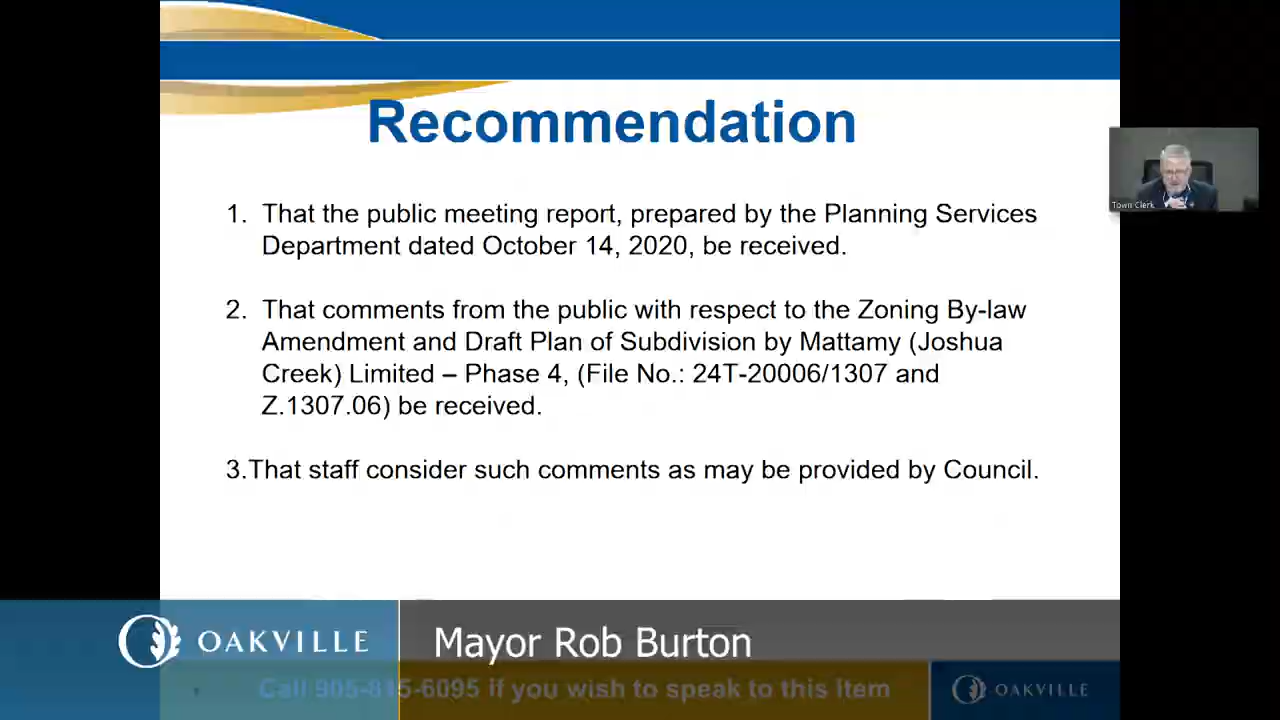 Recommendation
1. That the public meeting report, prepared by the Planning Services
Department dated October 14, 2020, be received.
2. That comments from the public with respect to the Zoning By-law
Amendment and Draft Plan of Subdivision by Mattamy (Joshua
Creek) Limited – Phase 4, (File No.: 24T-20006/1307 and
Z.1307.06) be received.
3.That staff consider such comments as may be provided by Council.
Town Clerk
OAKVILLE
Mayor Rob Burton
Call 905-815-6095 if you wish to speak to this item
OAKVILLE